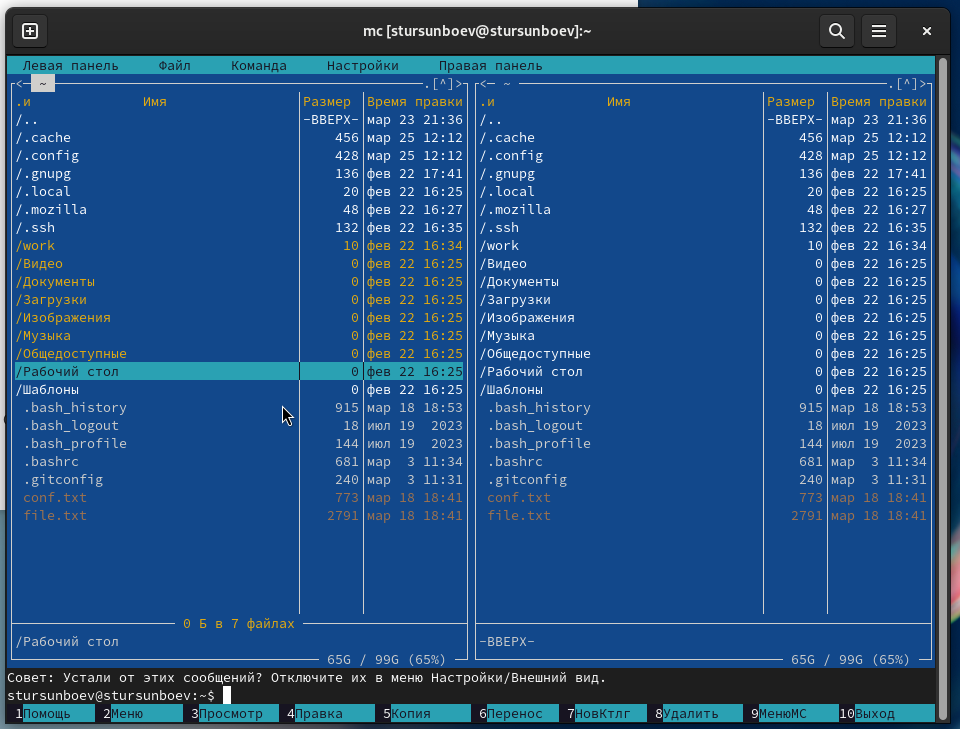 mc [stursunboev@stursunboev]:~
Левая панель Файл Команда Настройки Правая панель
<─ ~ .[^]>
.и Имя Размер Время правки
/.. -ВВЕРХ- мар 23 21:36
/.cache 456 мар 25 12:12
/.config 428 мар 25 12:12
/.gnupg 136 фев 22 17:41
/.local 20 фев 22 16:25
/.mozilla 48 фев 22 16:27
/.ssh 132 фев 22 16:35
/work 10 фев 22 16:34
/Видео 0 фев 22 16:25
/Документы 0 фев 22 16:25
/Загрузки 0 фев 22 16:25
/Изображения 0 фев 22 16:25
/Музыка 0 фев 22 16:25
/Общедоступные 0 фев 22 16:25
/Рабочий стол 0 фев 22 16:25
/Шаблоны 0 фев 22 16:25
.bash_history 915 мар 18 18:53
.bash_logout 18 июл 19 2023
.bash_profile 144 июл 19 2023
.bashrc 681 мар 3 11:34
.gitconfig 240 мар 3 11:31
conf.txt 773 мар 18 18:41
file.txt 2791 мар 18 18:41
0 Б в 7 файлах
/Рабочий стол
65G / 99G (65%)
<─ ~ .[^]>
.и Имя Размер Время правки
/.. -ВВЕРХ- мар 23 21:36
/.cache 456 мар 25 12:12
/.config 428 мар 25 12:12
/.gnupg 136 фев 22 17:41
/.local 20 фев 22 16:25
/.mozilla 48 фев 22 16:27
/.ssh 132 фев 22 16:35
/work 10 фев 22 16:34
/Видео 0 фев 22 16:25
/Документы 0 фев 22 16:25
/Загрузки 0 фев 22 16:25
/Изображения 0 фев 22 16:25
/Музыка 0 фев 22 16:25
/Общедоступные 0 фев 22 16:25
/Рабочий стол 0 фев 22 16:25
/Шаблоны 0 фев 22 16:25
.bash_history 915 мар 18 18:53
.bash_logout 18 июл 19 2023
.bash_profile 144 июл 19 2023
.bashrc 681 мар 3 11:34
.gitconfig 240 мар 3 11:31
conf.txt 773 мар 18 18:41
file.txt 2791 мар 18 18:41
-ВВЕРХ-
65G / 99G (65%)
Совет: Устали от этих сообщений? Отключите их в меню Настройки/Внешний вид.
stursunboev@stursunboev:~$
1Помощь 2Меню 3Просмотр 4Правка 5Копия 6Перенос 7НовКтлг 8Удалить 9МенюМС 10Выход